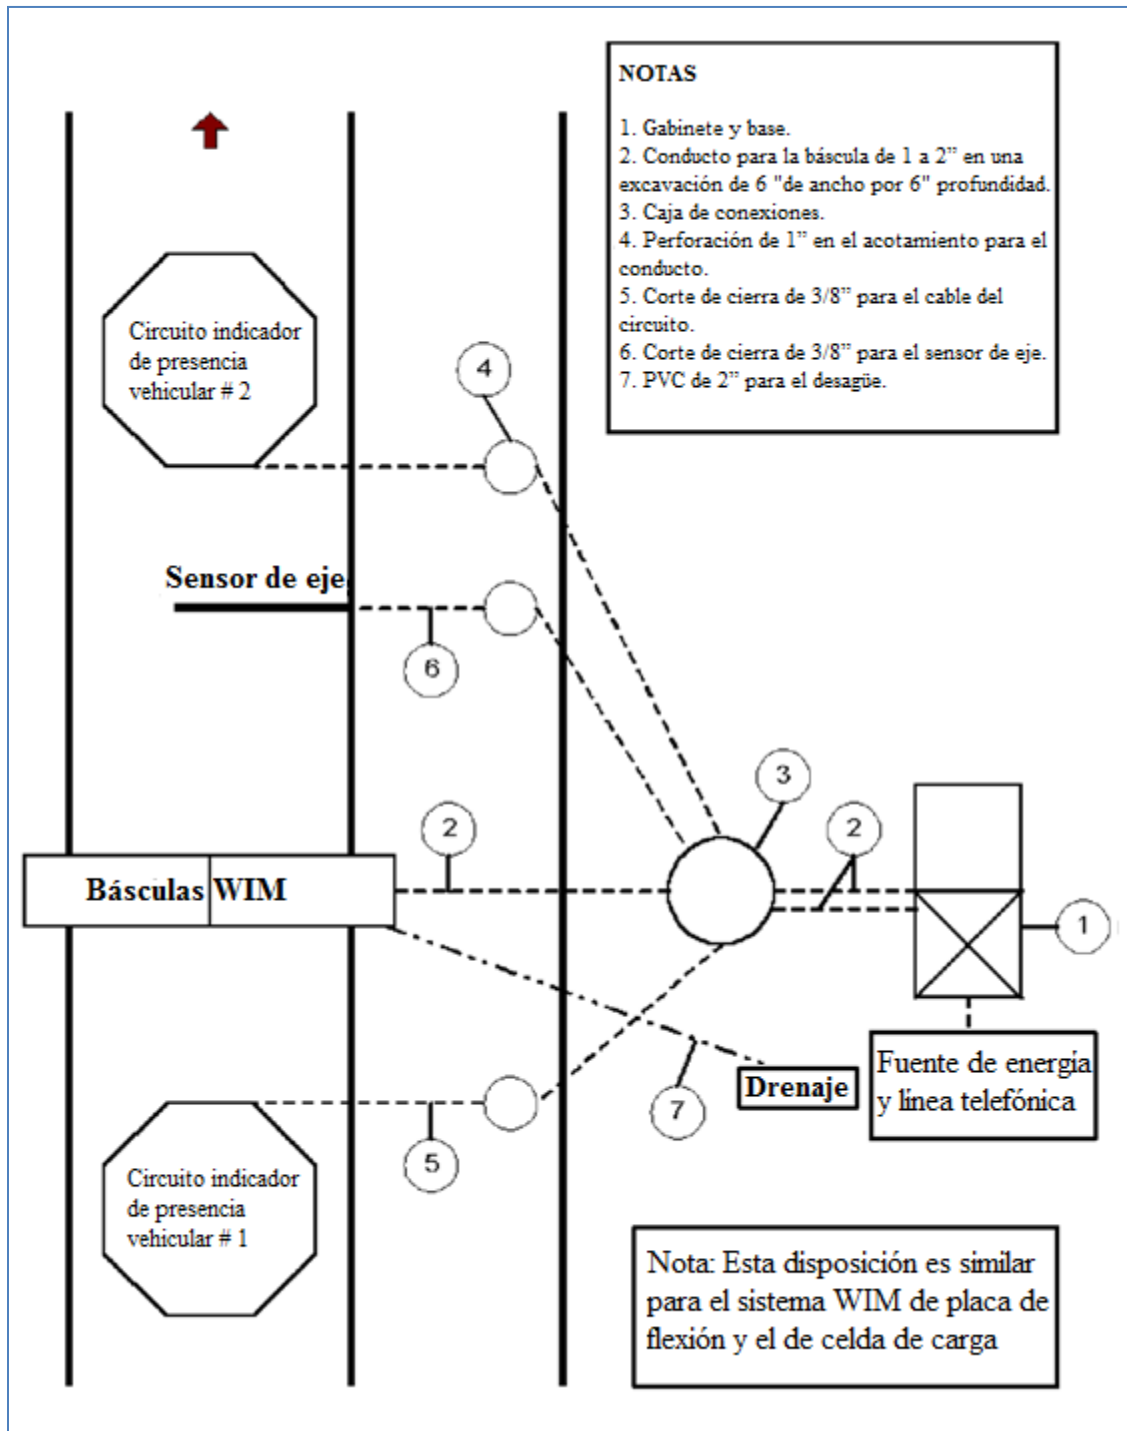 NOTAS
1. Gabinete y base.
2. Conducto para la báscula de 1 a 2” en una
excavación de 6 "de ancho por 6" profundidad.
3. Caja de conexiones.
4. Perforación de 1” en el acotamiento para el
conducto.
5. Corte de cierra de 3/8” para el cable del
circuito.
6. Corte de cierra de 3/8” para el sensor de eje.
7. PVC de 2” para el desagüe.
Circuito indicador
de presencia
vehicular # 2
4
Sensor de eje
6
3
2
2
Básculas WIM
1
Fuente de energía
y línea telefónica
Drenaje
7
5
Circuito indicador
de presencia
vehicular # 1
Nota: Esta disposición es similar
para el sistema WIM de placa de
flexión y el de celda de carga